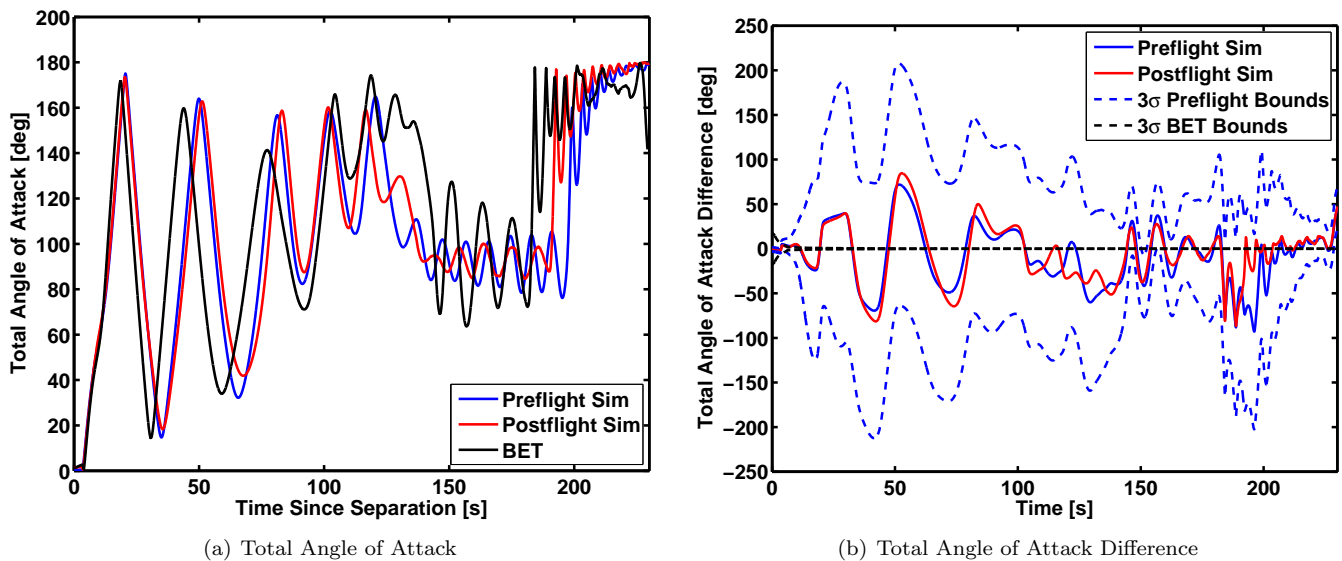 Total Angle of Attack [deg]
200
180
160
140
120
100
80
60
40
20
0
0 50 100 150 200
Time Since Separation [s]
Preflight Sim
Postflight Sim
BET
(a) Total Angle of Attack
Total Angle of Attack Difference [deg]
250
200
150
100
50
0
−50
−100
−150
−200
−250
0 50 100 150 200
Time [s]
Preflight Sim
Postflight Sim
3σ Preflight Bounds
3σ BET Bounds
(b) Total Angle of Attack Difference